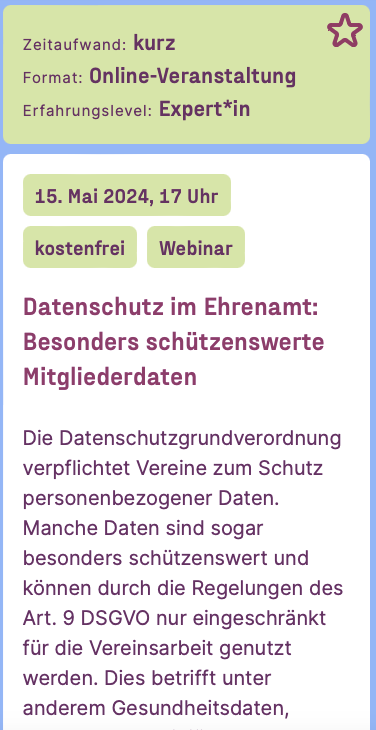 Zeitaufwand: kurz
Format: Online-Veranstaltung
Erfahrungslevel: Expert*in
15. Mai 2024, 17 Uhr
kostenfrei Webinar
Datenschutz im Ehrenamt:
Besonders schützenswerte
Mitgliederdaten
Die Datenschutzgrundverordnung
verpflichtet Vereine zum Schutz
personenbezogener Daten.
Manche Daten sind sogar
besonders schützenswert und
können durch die Regelungen des
Art. 9 DSGVO nur eingeschränkt
für die Vereinsarbeit genutzt
werden. Dies betrifft unter
anderem Gesundheitsdaten,